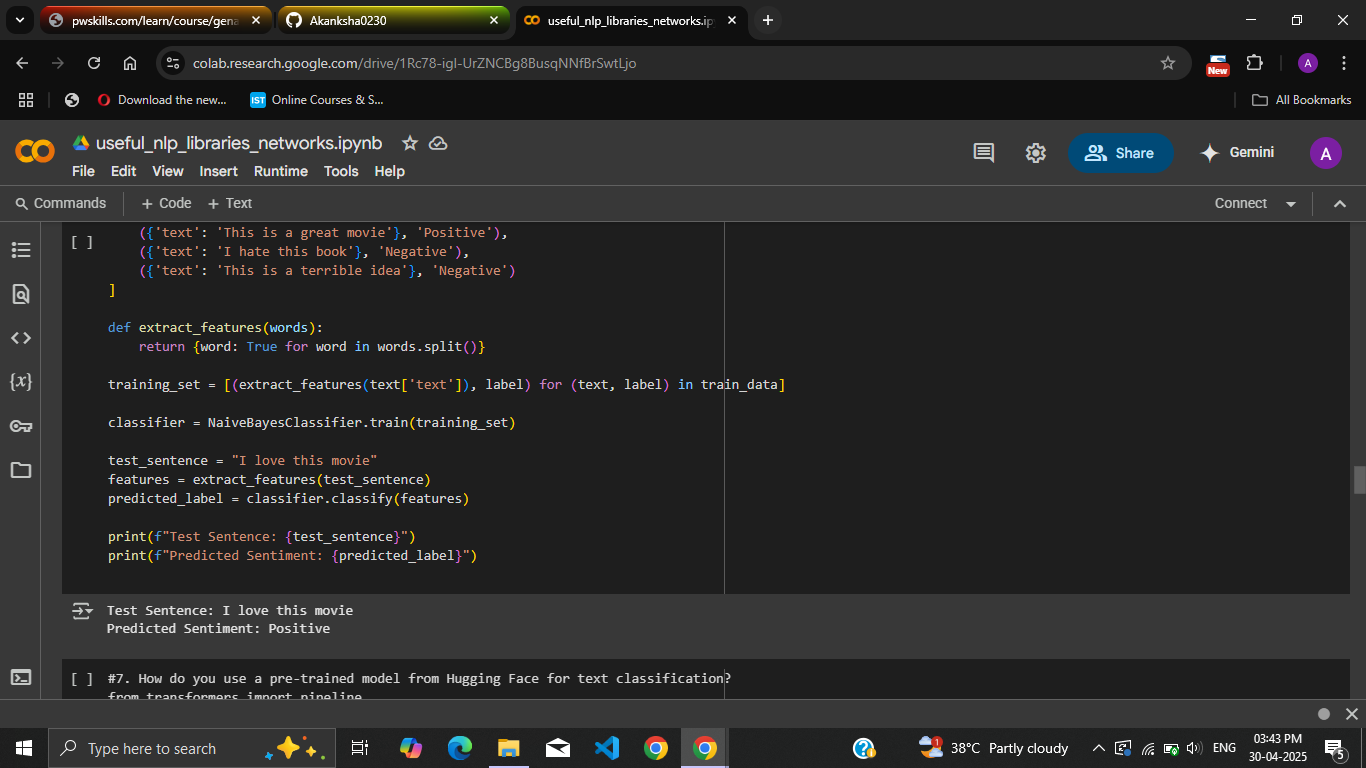 pwskills.com/learn/course/gena
Akanksha0230
useful_nlp_libraries_networks.ip
colab.research.google.com/drive/1Rc78-igI-UrZNCBg8BusqNNfBrSwtLjo
New
A
Download the new...
IST
Online Courses & S...
All Bookmarks
useful_nlp_libraries_networks.ipynb
Share
Gemini
A
File Edit View Insert Runtime Tools Help
Commands
+ Code + Text
Connect
[ ]
({'text': 'This is a great movie'}, 'Positive'),
({'text': 'I hate this book'}, 'Negative'),
({'text': 'This is a terrible idea'}, 'Negative')
]
def extract_features(words):
return {word: True for word in words.split()}
training_set = [(extract_features(text['text']), label) for (text, label) in train_data]
classifier = NaiveBayesClassifier.train(training_set)
test_sentence = "I love this movie"
features = extract_features(test_sentence)
predicted_label = classifier.classify(features)
print(f"Test Sentence: {test_sentence}")
print(f"Predicted Sentiment: {predicted_label}")
Test Sentence: I love this movie
Predicted Sentiment: Positive
[ ] #7. How do you use a pre-trained model from Hugging Face for text classification?
from transformers import pipeline
Type here to search
1
38°C Partly cloudy
ENG
03:43 PM
30-04-2025
5